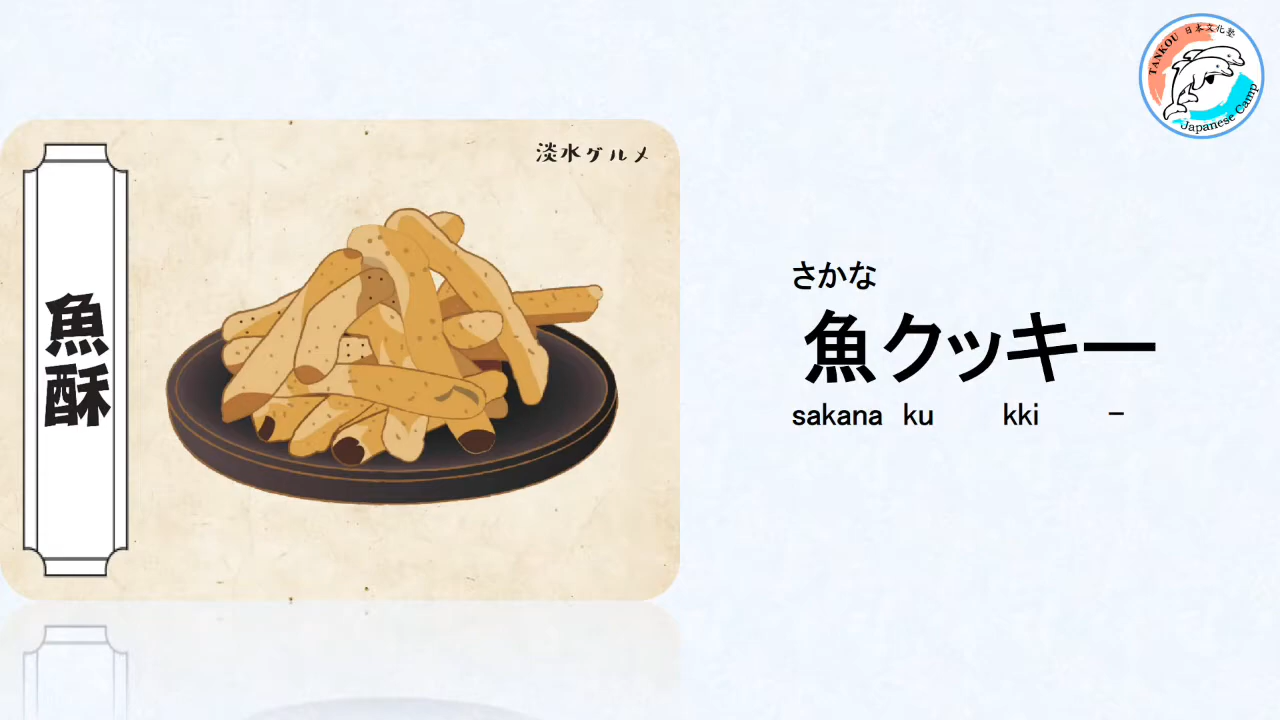 TANKOU 日本文化塾
Japanese Camp
淡水グルメ
魚酥
さかな
魚クッキー
sakana ku kki -